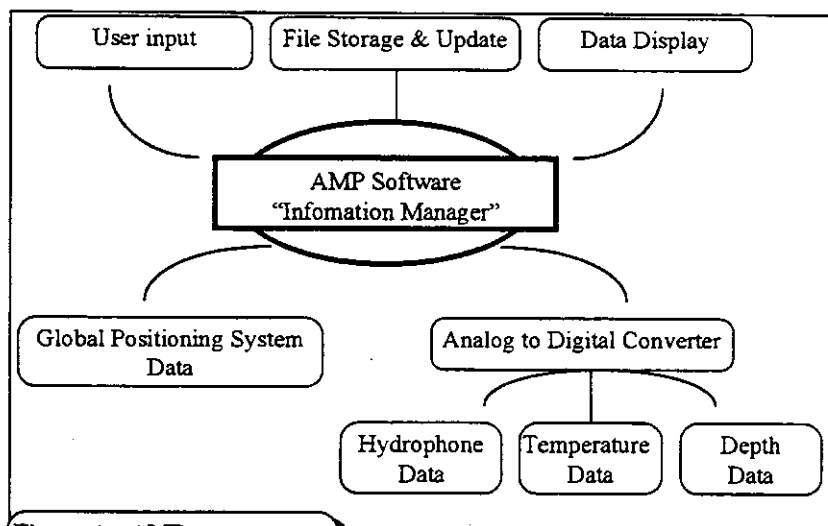 User input
File Storage & Update
Data Display
AMP Software
“Infomation Manager”
Global Positioning System
Data
Analog to Digital Converter
Hydrophone
Data
Temperature
Data
Depth
Data